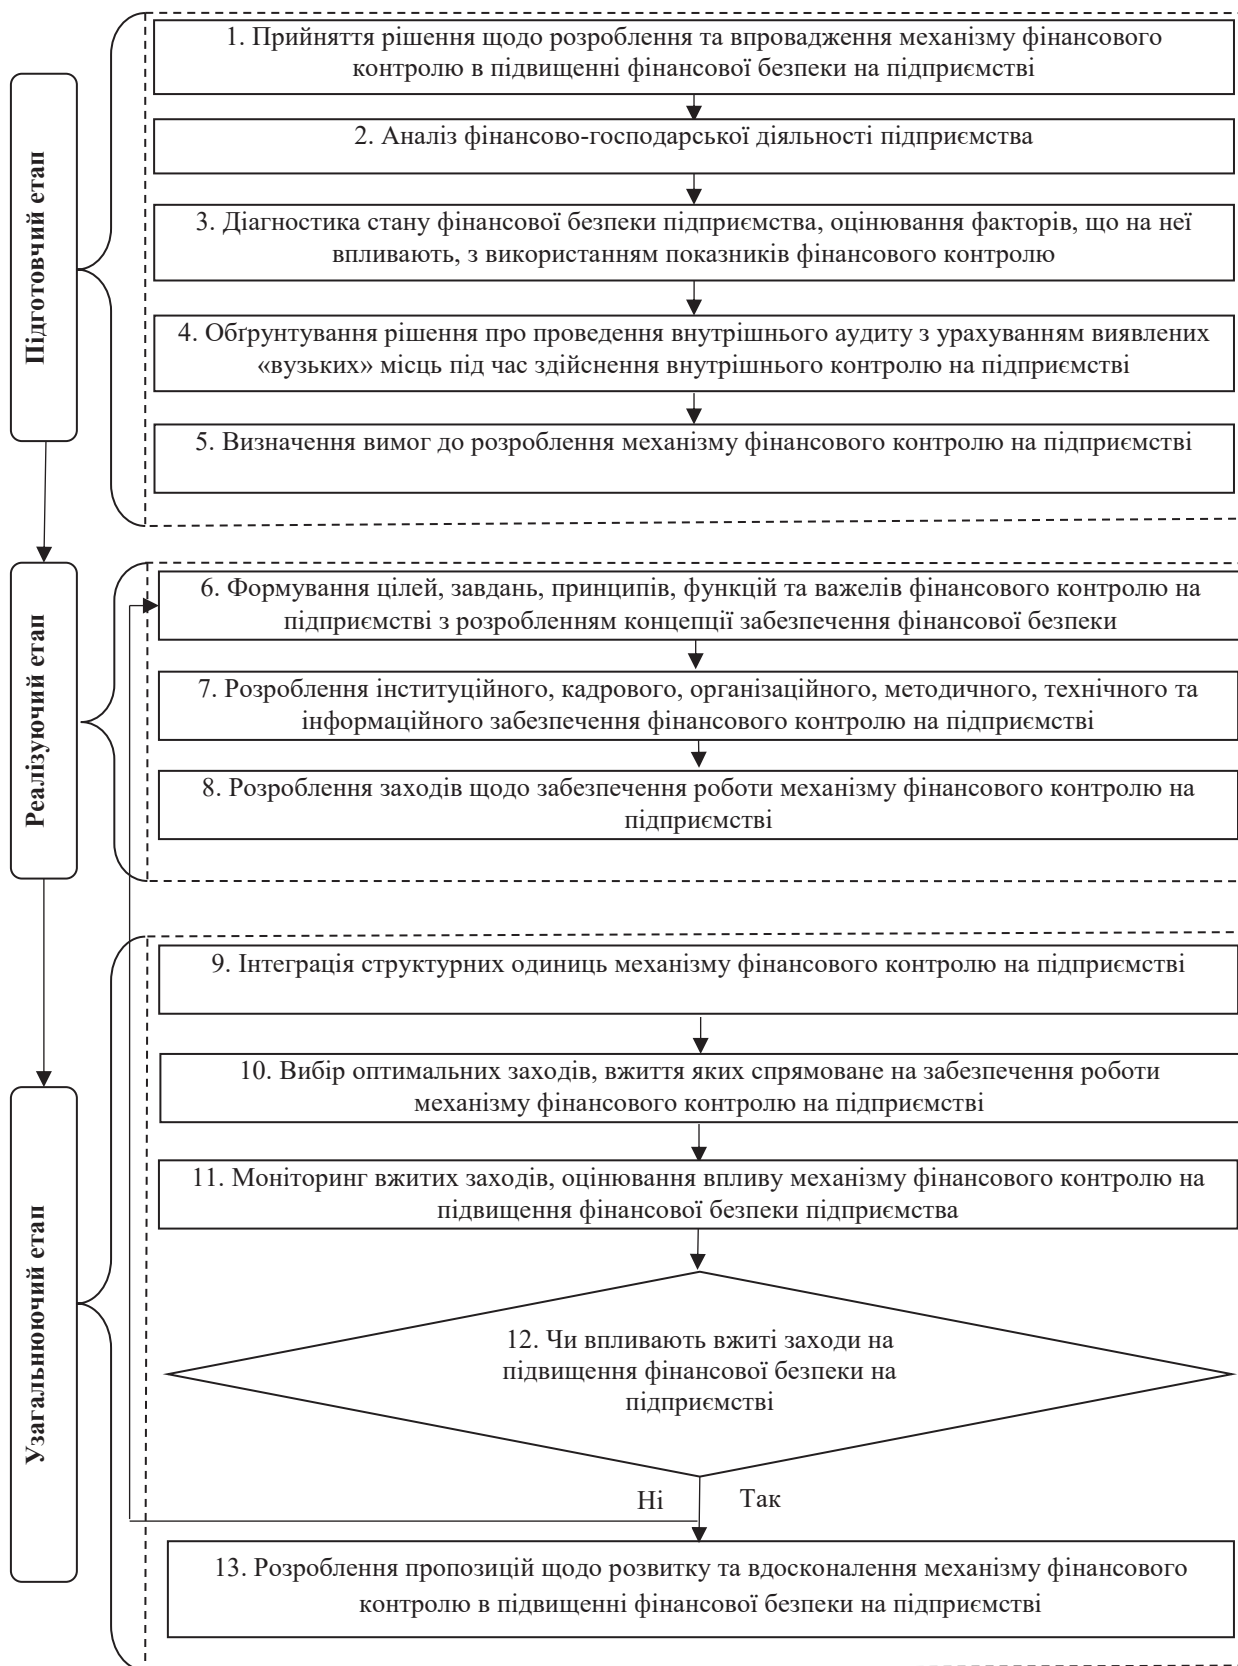 Підготовчий етап
1. Прийняття рішення щодо розроблення та впровадження механізму фінансового
контролю в підвищенні фінансової безпеки на підприємстві
2. Аналіз фінансово-господарської діяльності підприємства
3. Діагностика стану фінансової безпеки підприємства, оцінювання факторів, що на неї
впливають, з використанням показників фінансового контролю
4. Обґрунтування рішення про проведення внутрішнього аудиту з урахуванням виявлених
«вузьких» місць під час здійснення внутрішнього контролю на підприємстві
5. Визначення вимог до розроблення механізму фінансового контролю на підприємстві
Реалізуючий етап
6. Формування цілей, завдань, принципів, функцій та важелів фінансового контролю на
підприємстві з розробленням концепції забезпечення фінансової безпеки
7. Розроблення інституційного, кадрового, організаційного, методичного, технічного та
інформаційного забезпечення фінансового контролю на підприємстві
8. Розроблення заходів щодо забезпечення роботи механізму фінансового контролю на
підприємстві
Узагальнюючий етап
9. Інтеграція структурних одиниць механізму фінансового контролю на підприємстві
10. Вибір оптимальних заходів, вжиття яких спрямоване на забезпечення роботи
механізму фінансового контролю на підприємстві
11. Моніторинг вжитих заходів, оцінювання впливу механізму фінансового контролю на
підвищення фінансової безпеки підприємства
12. Чи впливають вжиті заходи на
підвищення фінансової безпеки на
підприємстві
Ні Так
13. Розроблення пропозицій щодо розвитку та вдосконалення механізму фінансового
контролю в підвищенні фінансової безпеки на підприємстві